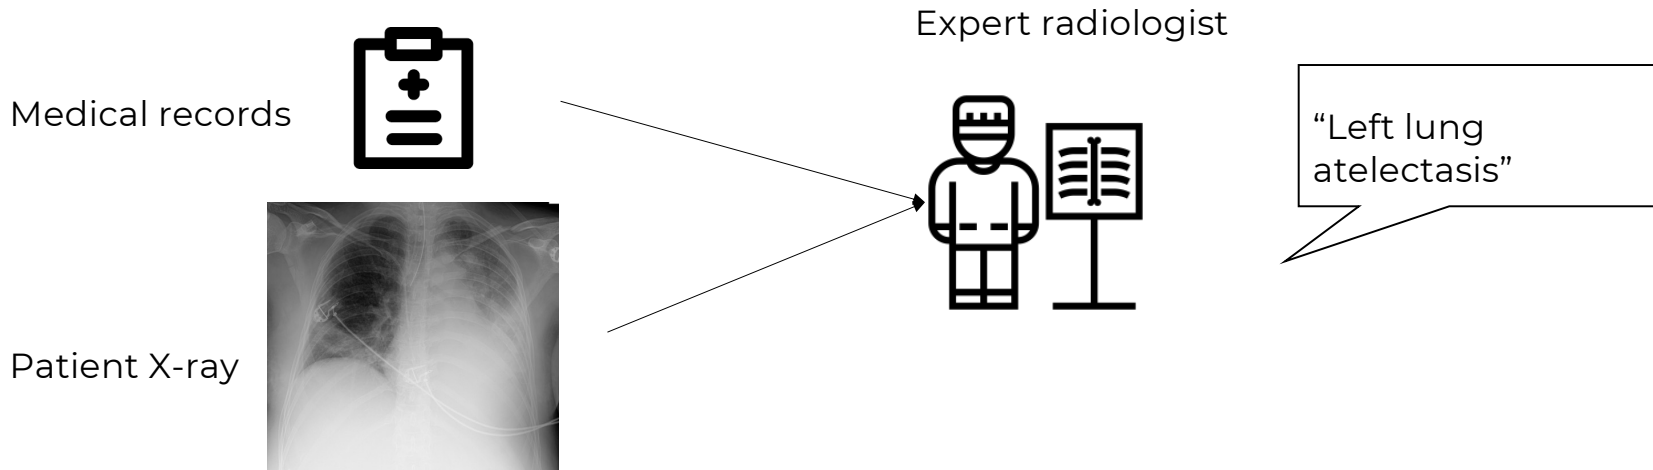 Expert radiologist
Medical records
“Left lung
atelectasis”
Patient X-ray